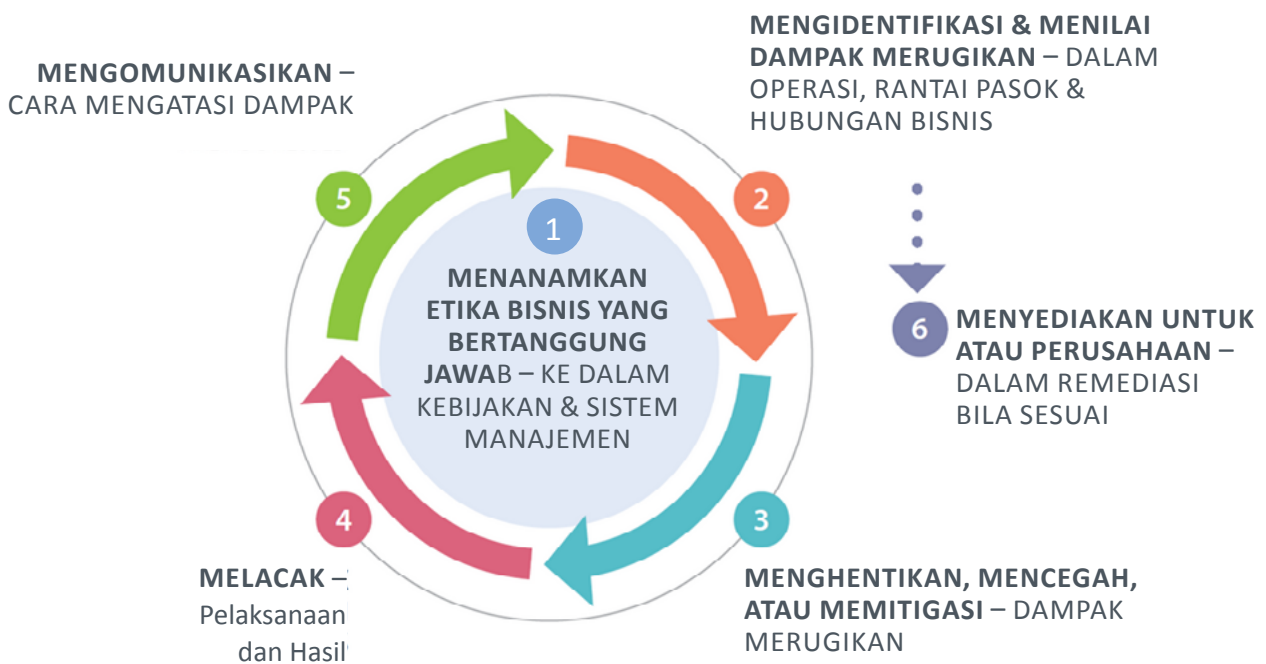 1
MENANAMKAN
ETIKA BISNIS YANG
BERTANGGUNG
JAWAB – KE DALAM
KEBIJAKAN & SISTEM
MANAJEMEN
2
MENGIDENTIFIKASI & MENILAI
DAMPAK MERUGIKAN – DALAM
OPERASI, RANTAI PASOK &
HUBUNGAN BISNIS
3
MENGHENTIKAN, MENCEGAH,
ATAU MEMITIGASI – DAMPAK
MERUGIKAN
4
MELACAK –
Pelaksanaan
dan Hasil
5
MENGOMUNIKASIKAN –
CARA MENGATASI DAMPAK
6
MENYEDIAKAN UNTUK
ATAU PERUSAHAAN –
DALAM REMEDIASI
BILA SESUAI